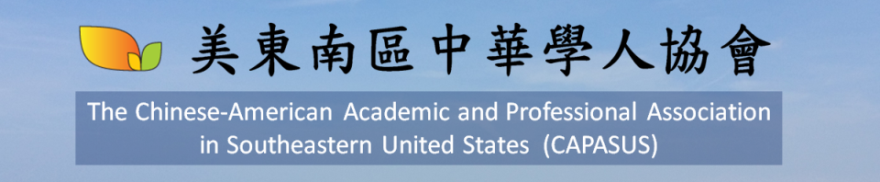 美東南區中華學人協會
The Chinese-American Academic and Professional Association
in Southeastern United States (CAPASUS)